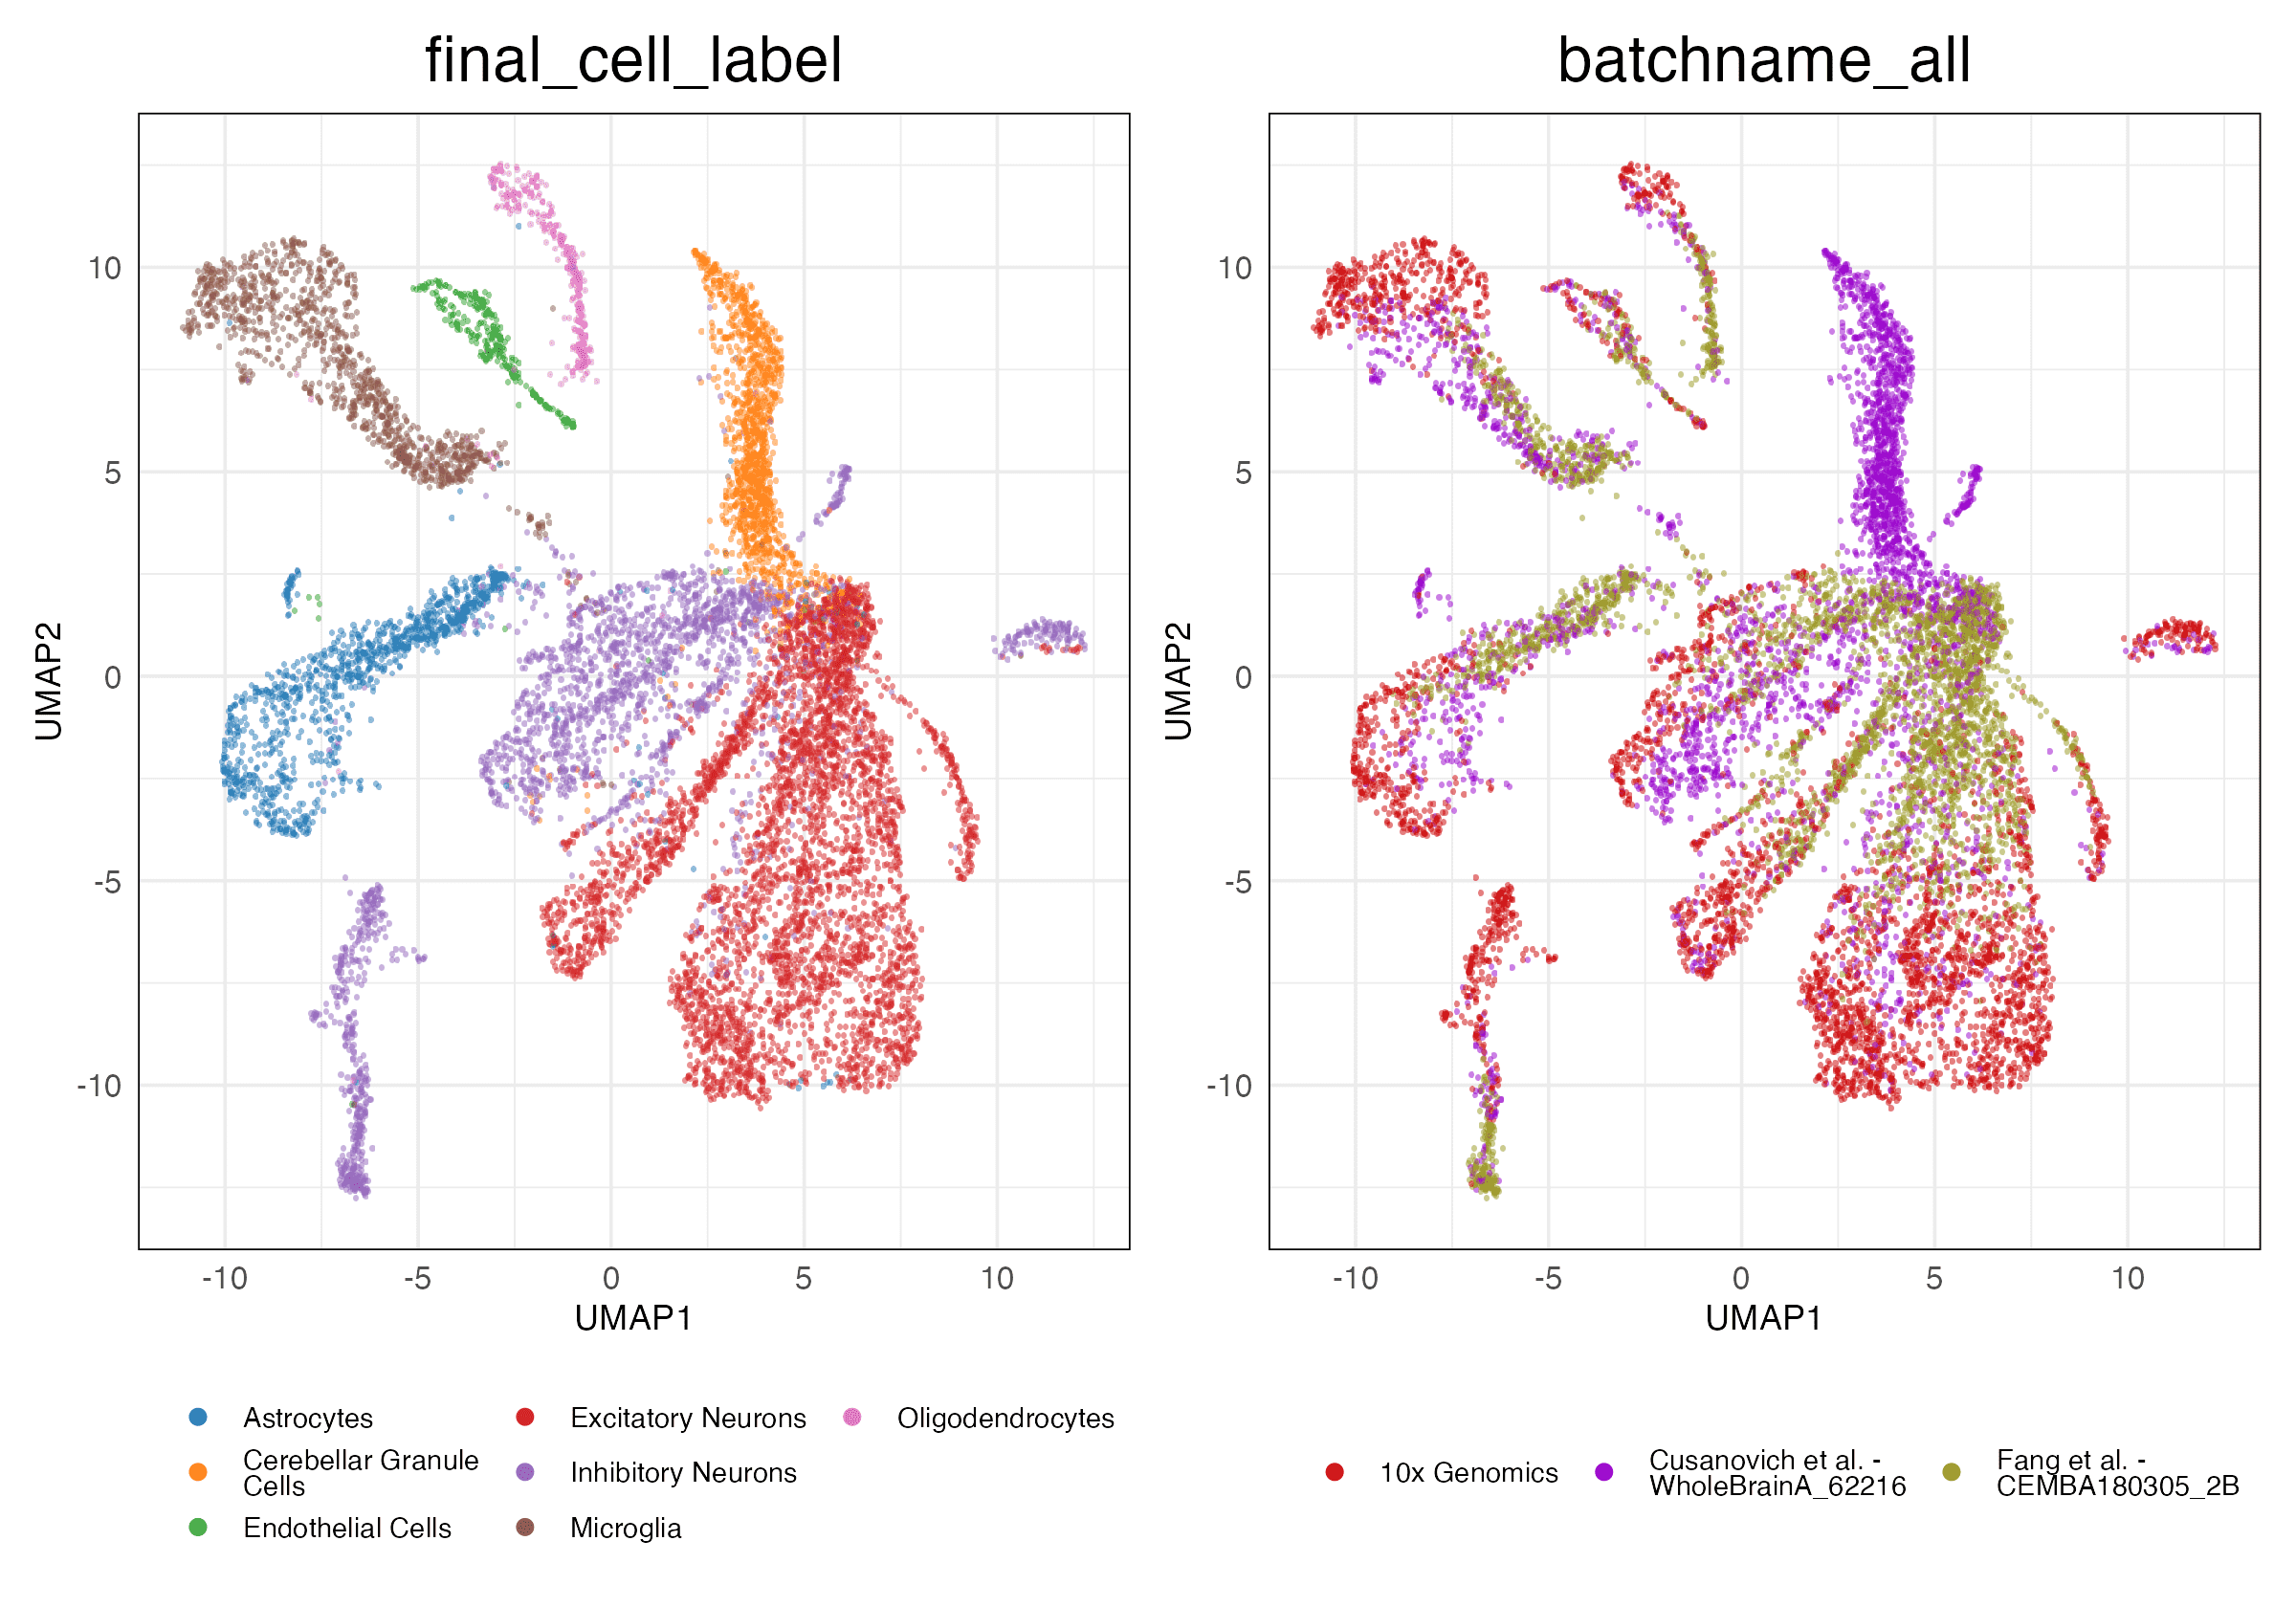 final_cell_label
batchname_all
UMAP2
10
5
0
-5
-10
-10
-5
0
5
10
UMAP1
UMAP2
10
5
0
-5
-10
-10
-5
0
5
10
UMAP1
Astrocytes
Cerebellar Granule
Cells
Endothelial Cells
Excitatory Neurons
Inhibitory Neurons
Microglia
Oligodendrocytes
10x Genomics
Cusanovich et al. -
WholeBrainA_62216
Fang et al. -
CEMBA180305_2B